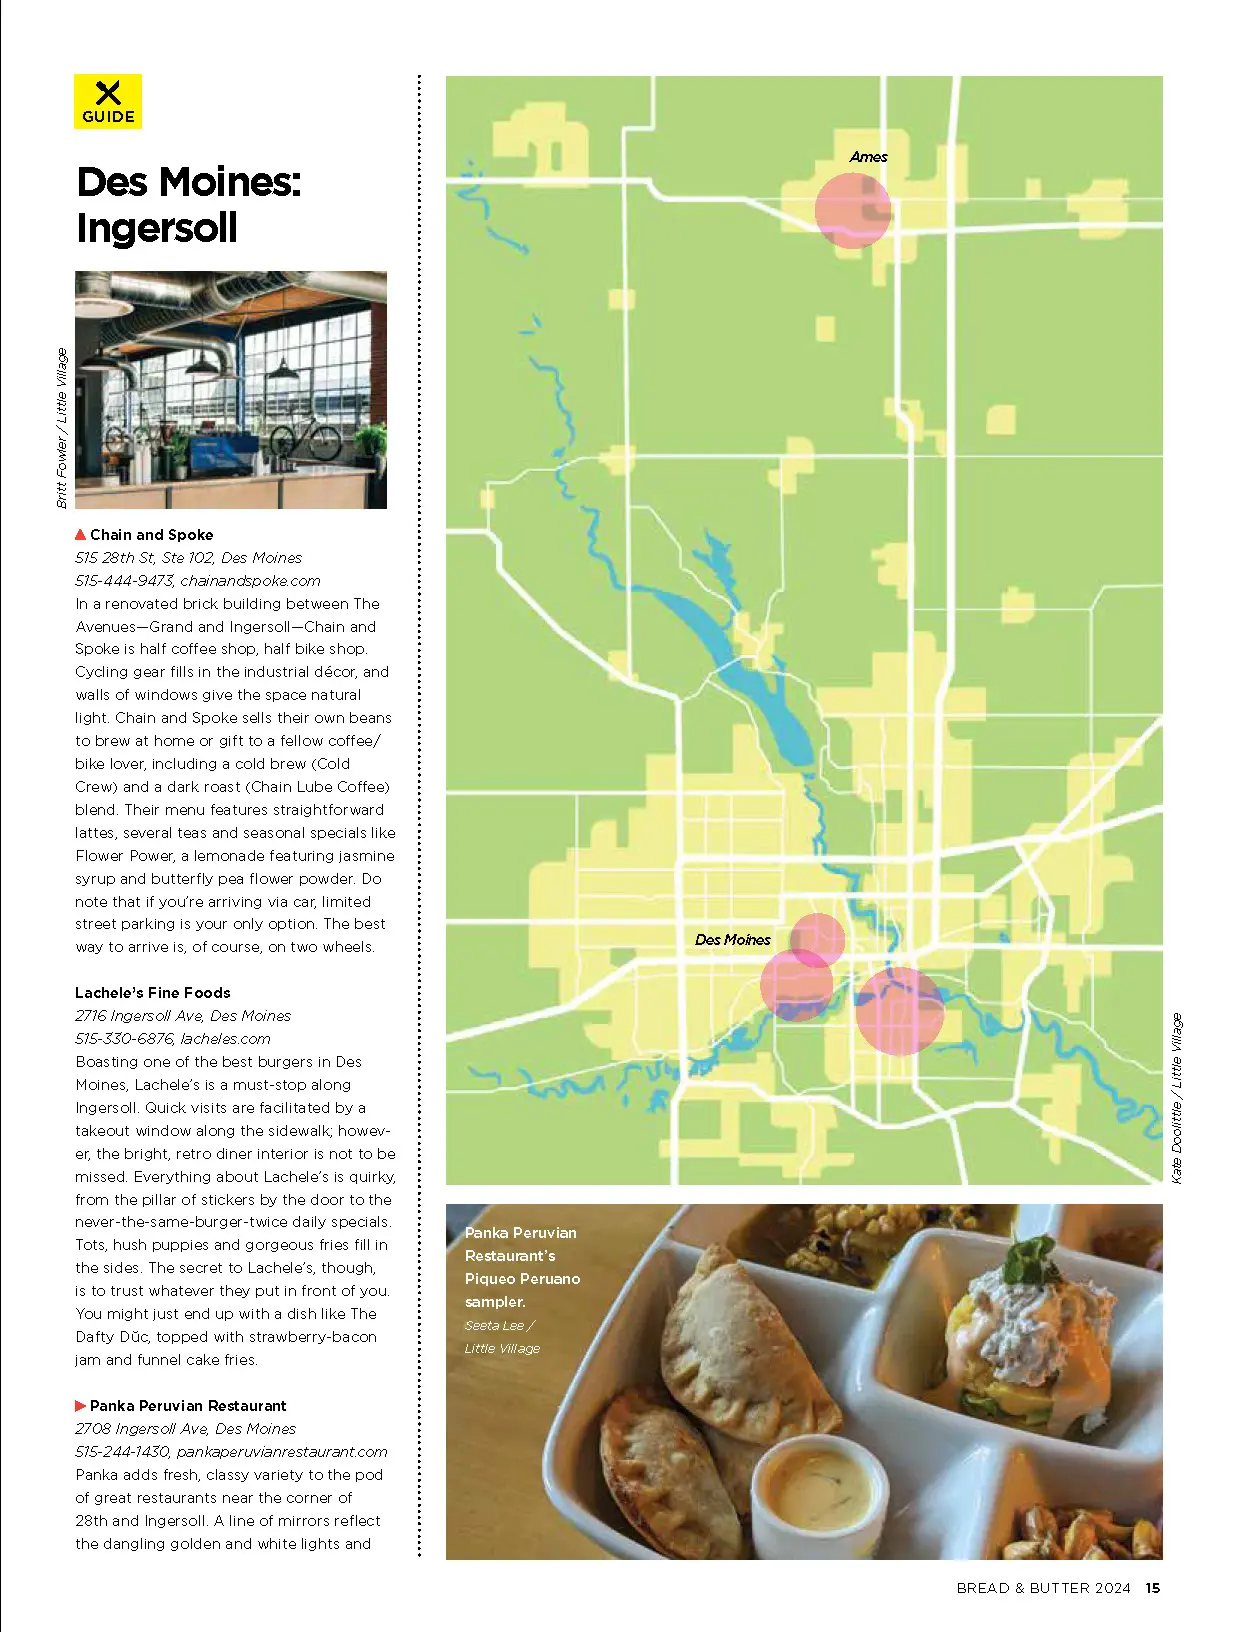 GUIDE
Des Moines:
Ingersoll
Britt Fowler / Little Village
Chain and Spoke
515 28th St, Ste 102, Des Moines
515-444-9473, chainandspoke.com
In a renovated brick building between The
Avenues—Grand and Ingersoll—Chain and
Spoke is half coffee shop, half bike shop.
Cycling gear fills in the industrial décor, and
walls of windows give the space natural
light. Chain and Spoke sells their own beans
to brew at home or gift to a fellow coffee/
bike lover, including a cold brew (Cold
Crew) and a dark roast (Chain Lube Coffee)
blend. Their menu features straightforward
lattes, several teas and seasonal specials like
Flower Power, a lemonade featuring jasmine
syrup and butterfly pea flower powder. Do
note that if you’re arriving via car, limited
street parking is your only option. The best
way to arrive is, of course, on two wheels.
Lachele’s Fine Foods
2716 Ingersoll Ave, Des Moines
515-330-6876, lacheles.com
Boasting one of the best burgers in Des
Moines, Lachele’s is a must-stop along
Ingersoll. Quick visits are facilitated by a
takeout window along the sidewalk; howev-
er, the bright, retro diner interior is not to be
missed. Everything about Lachele’s is quirky,
from the pillar of stickers by the door to the
never-the-same-burger-twice daily specials.
Tots, hush puppies and gorgeous fries fill in
the sides. The secret to Lachele’s, though,
is to trust whatever they put in front of you.
You might just end up with a dish like The
Dafty Dŭc, topped with strawberry-bacon
jam and funnel cake fries.
Panka Peruvian Restaurant
2708 Ingersoll Ave, Des Moines
515-244-1430, pankaperuvianrestaurant.com
Panka adds fresh, classy variety to the pod
of great restaurants near the corner of
28th and Ingersoll. A line of mirrors reflect
the dangling golden and white lights and
Ames
Des Moines
Kate Doolittle / Little Village
Panka Peruvian
Restaurant’s
Piqueo Peruano
sampler.
Seeta Lee /
Little Village
BREAD & BUTTER 2024 15